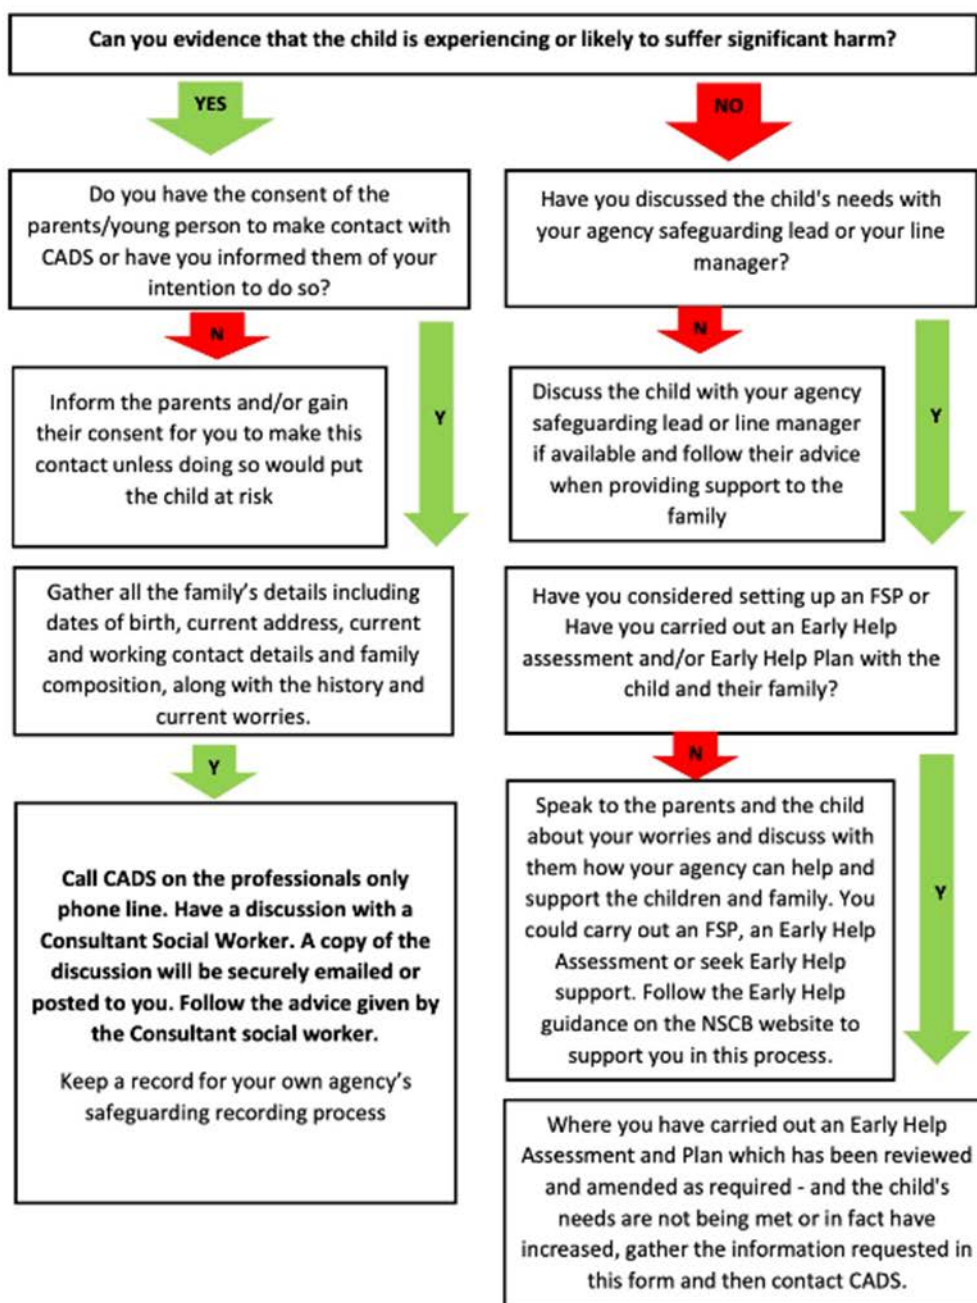 Can you evidence that the child is experiencing or likely to suffer significant harm?
YES
NO
Do you have the consent of the
parents/young person to make contact with
CADS or have you informed them of your
intention to do so?
Have you discussed the child's needs with
your agency safeguarding lead or your line
manager?
N
Y
N
Y
Inform the parents and/or gain
their consent for you to make this
contact unless doing so would put
the child at risk
Discuss the child with your agency
safeguarding lead or line manager
if available and follow their advice
when providing support to the
family
Gather all the family’s details including
dates of birth, current address, current
and working contact details and family
composition, along with the history and
current worries.
Have you considered setting up an FSP or
Have you carried out an Early Help
assessment and/or Early Help Plan with the
child and their family?
Y
N
Y
Call CADS on the professionals only
phone line. Have a discussion with a
Consultant Social Worker. A copy of the
discussion will be securely emailed or
posted to you. Follow the advice given by
the Consultant social worker.
Keep a record for your own agency’s
safeguarding recording process
Speak to the parents and the child
about your worries and discuss with
them how your agency can help and
support the children and family. You
could carry out an FSP, an Early Help
Assessment or seek Early Help
support. Follow the Early Help
guidance on the NSCB website to
support you in this process.
Where you have carried out an Early Help
Assessment and Plan which has been reviewed
and amended as required - and the child's
needs are not being met or in fact have
increased, gather the information requested in
this form and then contact CADS.